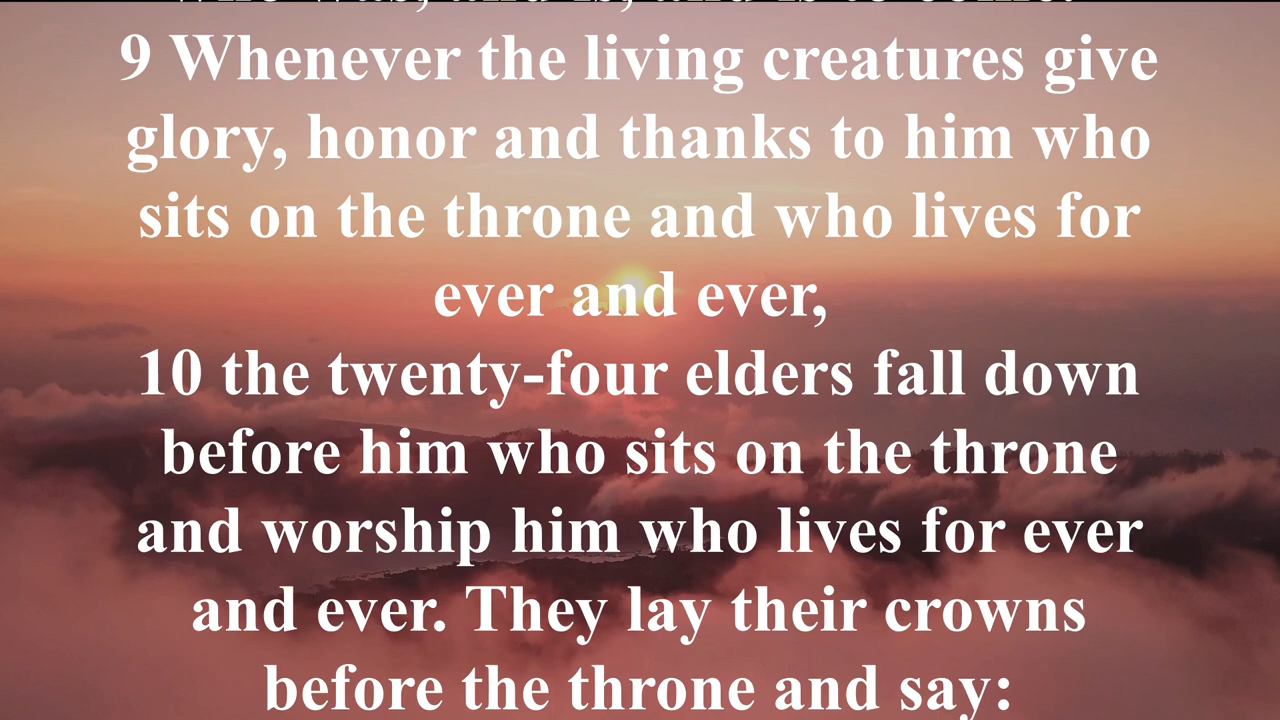 9 Whenever the living creatures give
glory, honor and thanks to him who
sits on the throne and who lives for
ever and ever,
10 the twenty-four elders fall down
before him who sits on the throne
and worship him who lives for ever
and ever. They lay their crowns
before the throne and say: